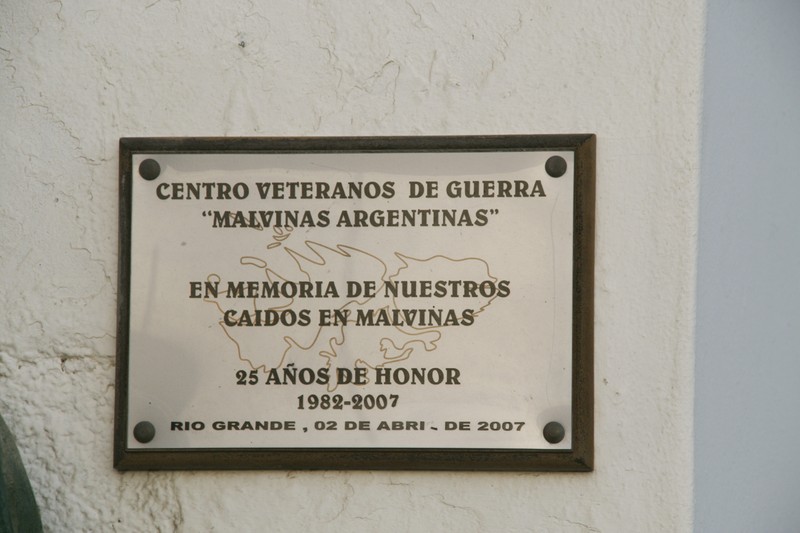 CENTRO VETERANOS DE GUERRA
"MALVINAS ARGENTINAS"
EN MEMORIA DE NUESTROS
CAIDOS EN MALVINAS
25 AÑOS DE HONOR
1982-2007
RIO GRANDE , 02 DE ABRI - DE 2007